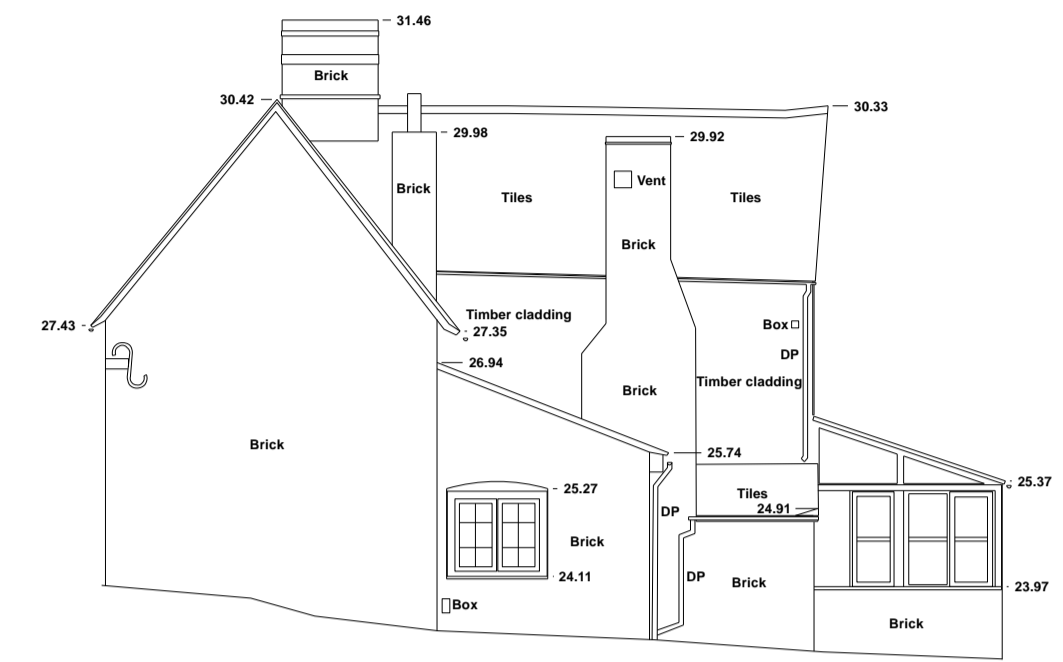 31.46
Brick
30.42
30.33
29.98
29.92
Brick
Vent
Tiles
Tiles
Brick
Timber cladding
27.43
27.35
Box
DP
26.94
Timber cladding
Brick
Brick
25.74
25.37
25.27
Tiles
24.91
DP
Brick
24.11
DP
Brick
23.97
Box
Brick